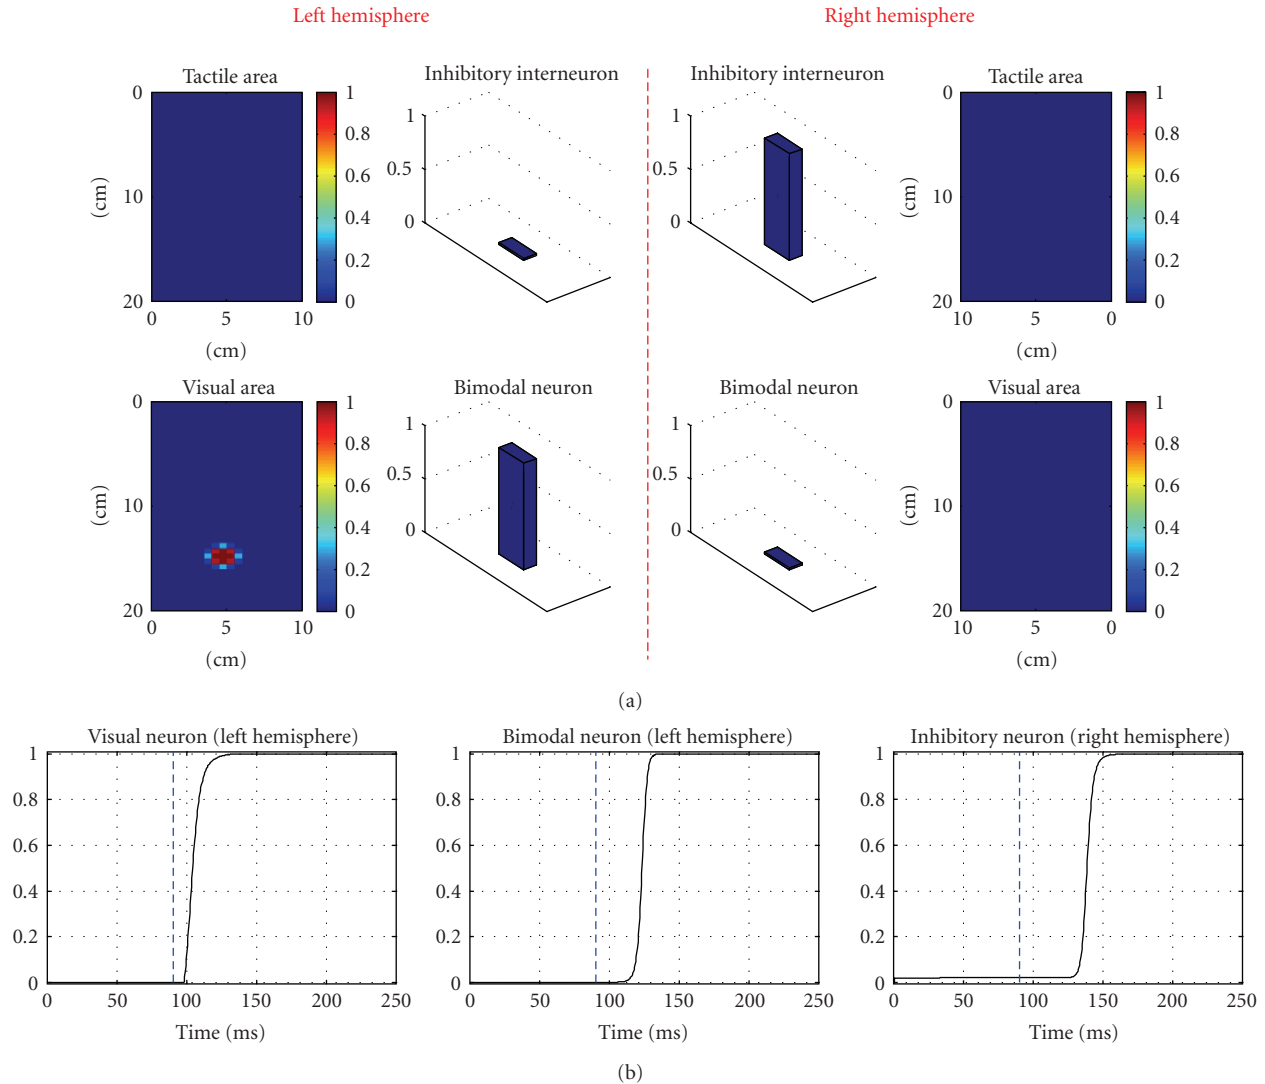 Left hemisphere
Right hemisphere
Tactile area
Inhibitory interneuron
Inhibitory interneuron
Tactile area
0
10
20
(cm)
0 5 10
(cm)
1
0.8
0.6
0.4
0.2
0
1
0.5
0
1
0.5
0
0
10
20
(cm)
10 5 0
(cm)
1
0.8
0.6
0.4
0.2
0
Visual area
Bimodal neuron
Bimodal neuron
Visual area
0
10
20
(cm)
0 5 10
(cm)
1
0.8
0.6
0.4
0.2
0
1
0.5
0
1
0.5
0
0
10
20
(cm)
10 5 0
(cm)
1
0.8
0.6
0.4
0.2
0
(a)
Visual neuron (left hemisphere)
1
0.8
0.6
0.4
0.2
0
0 50 100 150 200 250
Time (ms)
Bimodal neuron (left hemisphere)
1
0.8
0.6
0.4
0.2
0
0 50 100 150 200 250
Time (ms)
Inhibitory neuron (right hemisphere)
1
0.8
0.6
0.4
0.2
0
0 50 100 150 200 250
Time (ms)
(b)